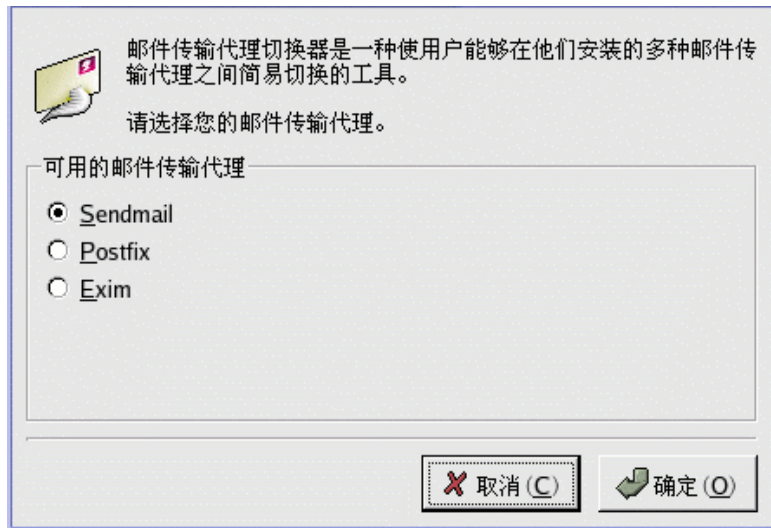 邮件传输代理切换器是一种使用户能够在他们安装的多种邮件传
输代理之间简易切换的工具。
请选择您的邮件传输代理。
可用的邮件传输代理
Sendmail
Postfix
Exim
取消(C)
确定(O)